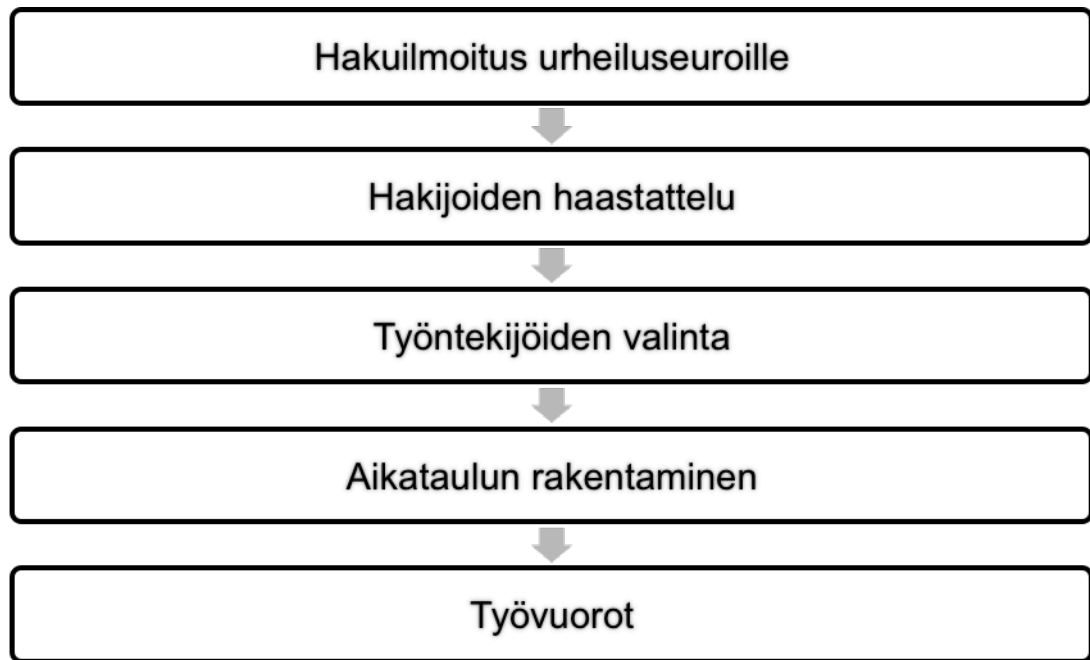 Hakuilmoitus urheiluseuroille
Hakijoiden haastattelu
Työntekijöiden valinta
Aikataulun rakentaminen
Työvuorot